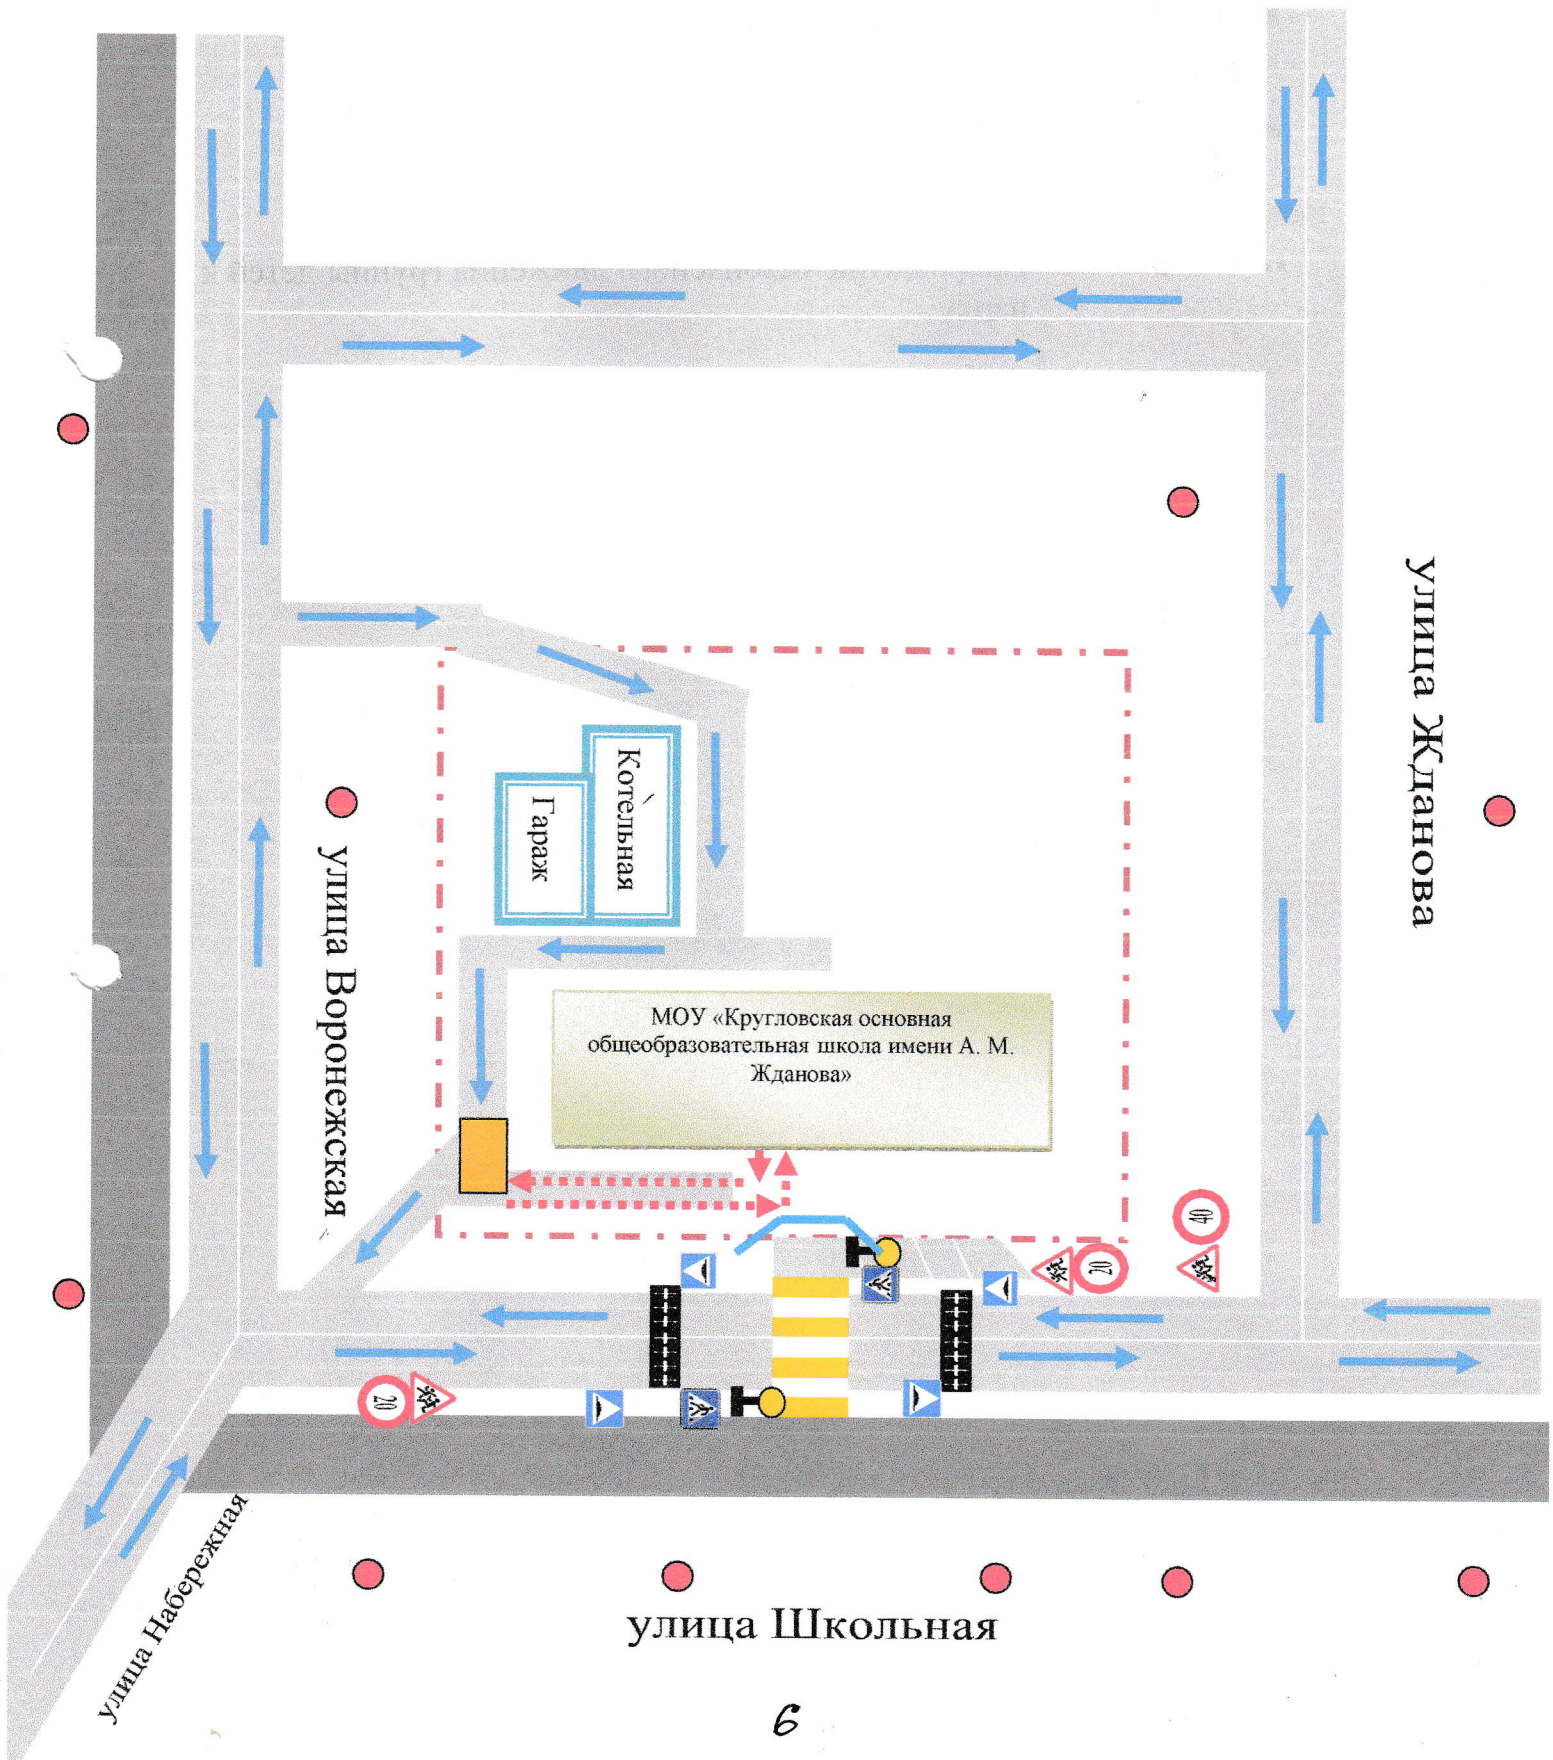 улица Жданова
Котельная
Гараж
улица Воронежская
МОУ «Кругловская основная
общеобразовательная школа имени А. М.
Жданова»
40
20
20
улица Набережная
улица Школьная
6